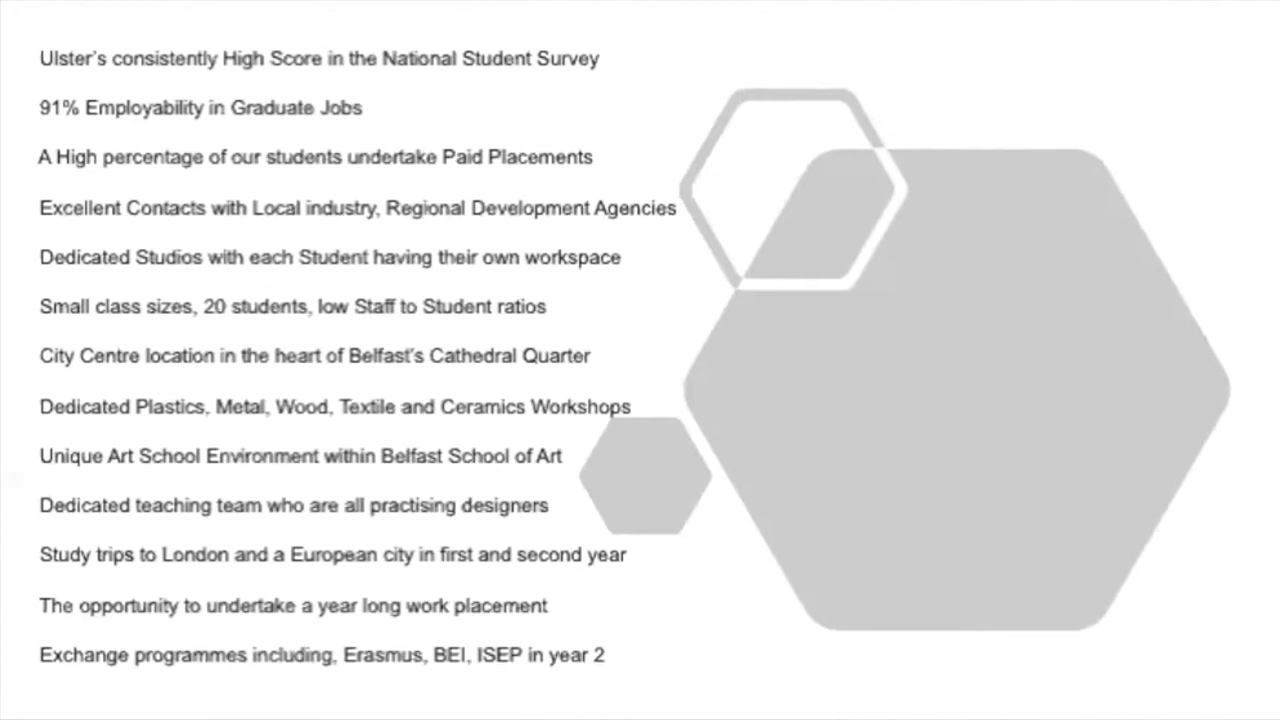 Ulster's consistently High Score in the National Student Survey
91% Employability in Graduate Jobs
A High percentage of our students undertake Paid Placements
Excellent Contacts with Local industry, Regional Development Agencies
Dedicated Studios with each Student having their own workspace
Small class sizes, 20 students, low Staff to Student ratios
City Centre location in the heart of Belfast's Cathedral Quarter
Dedicated Plastics, Metal, Wood, Textile and Ceramics Workshops
Unique Art School Environment within Belfast School of Art
Dedicated teaching team who are all practising designers
Study trips to London and a European city in first and second year
The opportunity to undertake a year long work placement
Exchange programmes including, Erasmus, BEI, ISEP in year 2